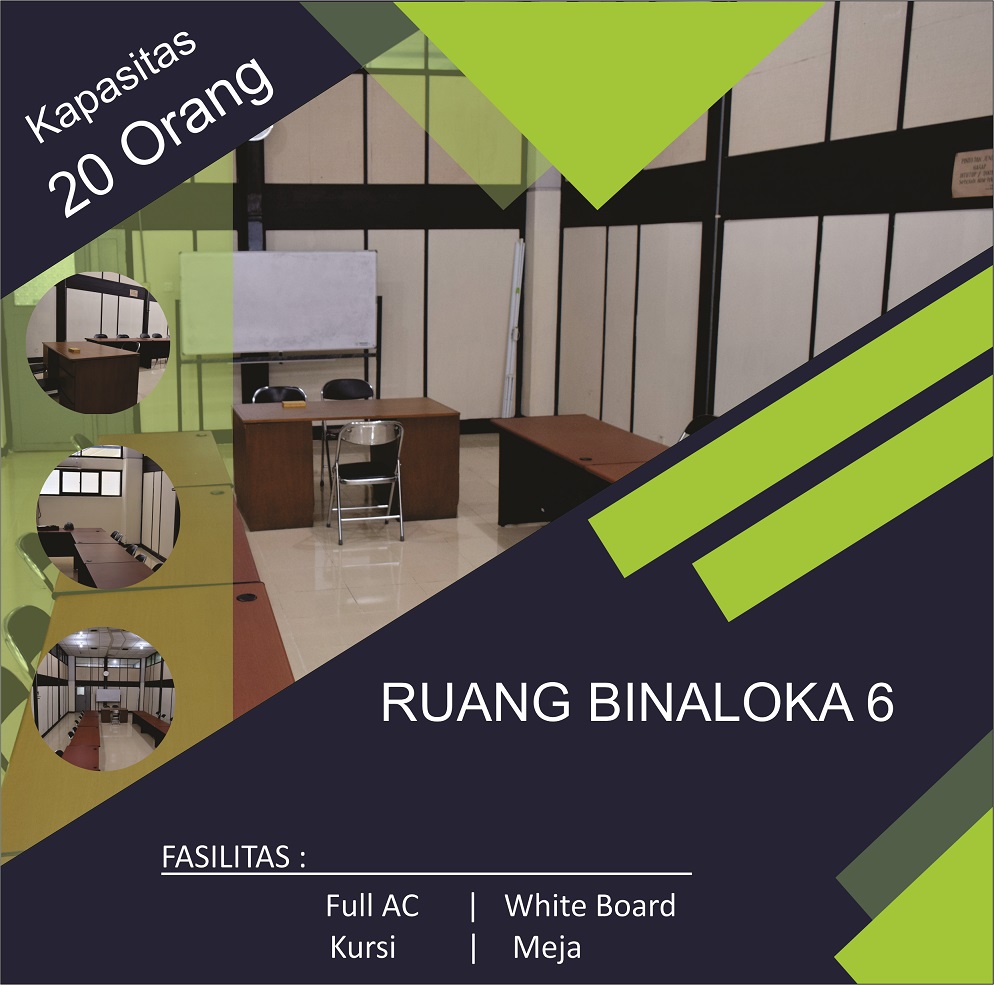 Kapasitas
20 Orang
RUANG BINALOKA 6
FASILITAS :
Full AC | White Board
Kursi | Meja